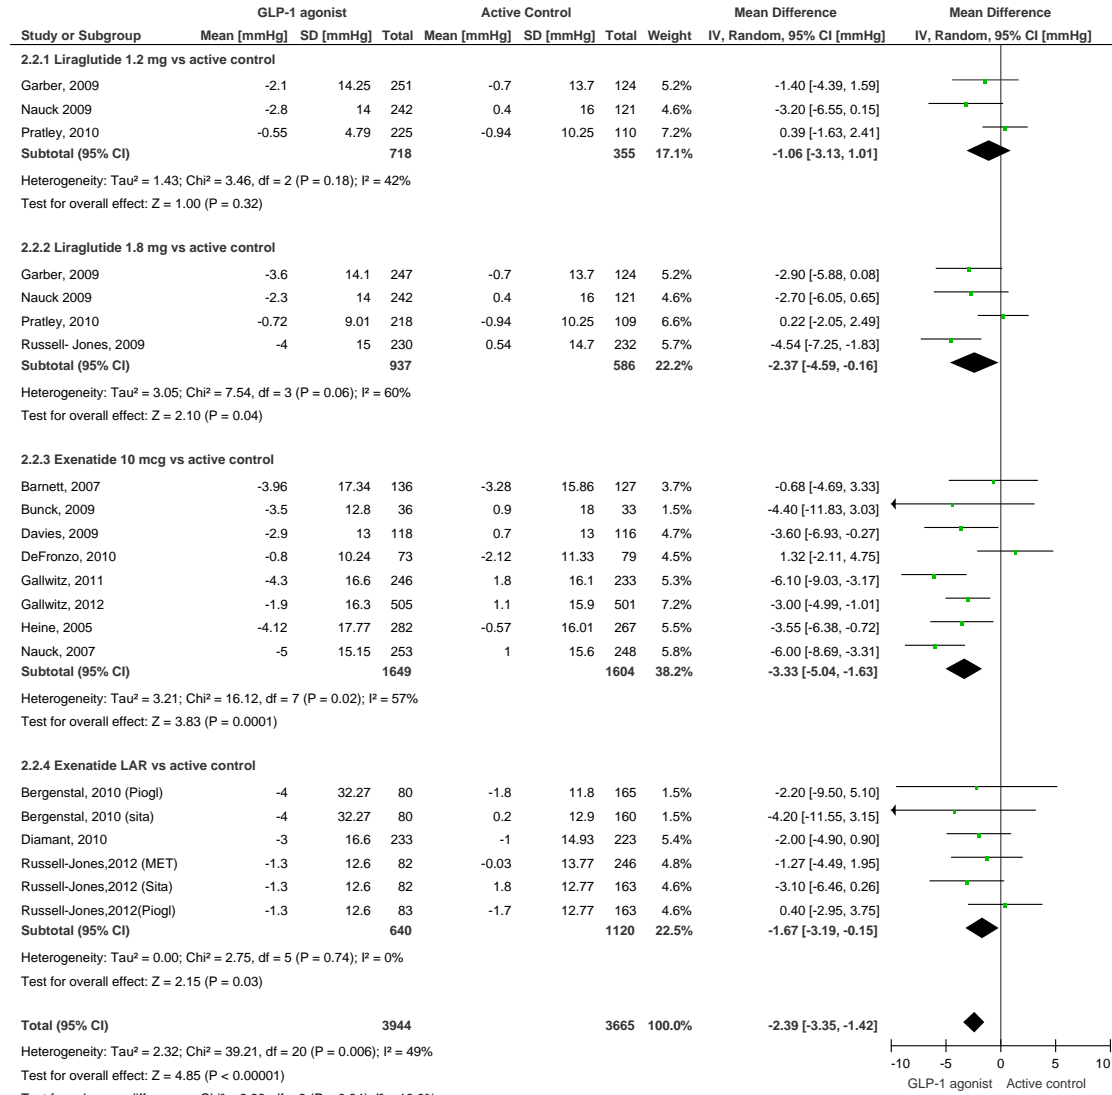 GLP-1 agonist Active Control Mean Difference Mean Difference
Study or Subgroup Mean [mmHg] SD [mmHg] Total Mean [mmHg] SD [mmHg] Total Weight IV, Random, 95% CI [mmHg] IV, Random, 95% CI [mmHg]
2.2.1 Liraglutide 1.2 mg vs active control
Garber, 2009 -2.1 14.25 251 -0.7 13.7 124 5.2% -1.40 [-4.39, 1.59]
Nauck 2009 -2.8 14 242 0.4 16 121 4.6% -3.20 [-6.55, 0.15]
Pratley, 2010 -0.55 4.79 225 -0.94 10.25 110 7.2% 0.39 [-1.63, 2.41]
Subtotal (95% CI) 718 355 17.1% -1.06 [-3.13, 1.01]
Heterogeneity: Tau² = 1.43; Chi² = 3.46, df = 2 (P = 0.18); I² = 42%
Test for overall effect: Z = 1.00 (P = 0.32)
2.2.2 Liraglutide 1.8 mg vs active control
Garber, 2009 -3.6 14.1 247 -0.7 13.7 124 5.2% -2.90 [-5.88, 0.08]
Nauck 2009 -2.3 14 242 0.4 16 121 4.6% -2.70 [-6.05, 0.65]
Pratley, 2010 -0.72 9.01 218 -0.94 10.25 109 6.6% 0.22 [-2.05, 2.49]
Russell- Jones, 2009 -4 15 230 0.54 14.7 232 5.7% -4.54 [-7.25, -1.83]
Subtotal (95% CI) 937 586 22.2% -2.37 [-4.59, -0.16]
Heterogeneity: Tau² = 3.05; Chi² = 7.54, df = 3 (P = 0.06); I² = 60%
Test for overall effect: Z = 2.10 (P = 0.04)
2.2.3 Exenatide 10 mcg vs active control
Barnett, 2007 -3.96 17.34 136 -3.28 15.86 127 3.7% -0.68 [-4.69, 3.33]
Bunck, 2009 -3.5 12.8 36 0.9 18 33 1.5% -4.40 [-11.83, 3.03]
Davies, 2009 -2.9 13 118 0.7 13 116 4.7% -3.60 [-6.93, -0.27]
DeFronzo, 2010 -0.8 10.24 73 -2.12 11.33 79 4.5% 1.32 [-2.11, 4.75]
Gallwitz, 2011 -4.3 16.6 246 1.8 16.1 233 5.3% -6.10 [-9.03, -3.17]
Gallwitz, 2012 -1.9 16.3 505 1.1 15.9 501 7.2% -3.00 [-4.99, -1.01]
Heine, 2005 -4.12 17.77 282 -0.57 16.01 267 5.5% -3.55 [-6.38, -0.72]
Nauck, 2007 -5 15.15 253 1 15.6 248 5.8% -6.00 [-8.69, -3.31]
Subtotal (95% CI) 1649 1604 38.2% -3.33 [-5.04, -1.63]
Heterogeneity: Tau² = 3.21; Chi² = 16.12, df = 7 (P = 0.02); I² = 57%
Test for overall effect: Z = 3.83 (P = 0.0001)
2.2.4 Exenatide LAR vs active control
Bergenstal, 2010 (Piogl) -4 32.27 80 -1.8 11.8 165 1.5% -2.20 [-9.50, 5.10]
Bergenstal, 2010 (sita) -4 32.27 80 0.2 12.9 160 1.5% -4.20 [-11.55, 3.15]
Diamant, 2010 -3 16.6 233 -1 14.93 223 5.4% -2.00 [-4.90, 0.90]
Russell-Jones,2012 (MET) -1.3 12.6 82 -0.03 13.77 246 4.8% -1.27 [-4.49, 1.95]
Russell-Jones,2012 (Sita) -1.3 12.6 82 1.8 12.77 163 4.6% -3.10 [-6.46, 0.26]
Russell-Jones,2012(Piogl) -1.3 12.6 83 -1.7 12.77 163 4.6% 0.40 [-2.95, 3.75]
Subtotal (95% CI) 640 1120 22.5% -1.67 [-3.19, -0.15]
Heterogeneity: Tau² = 0.00; Chi² = 2.75, df = 5 (P = 0.74); I² = 0%
Test for overall effect: Z = 2.15 (P = 0.03)
Total (95% CI) 3944 3665 100.0% -2.39 [-3.35, -1.42]
Heterogeneity: Tau² = 2.32; Chi² = 39.21, df = 20 (P = 0.006); I² = 49%
Test for overall effect: Z = 4.85 (P < 0.00001)
-10 -5 0 5 10
GLP-1 agonist Active control